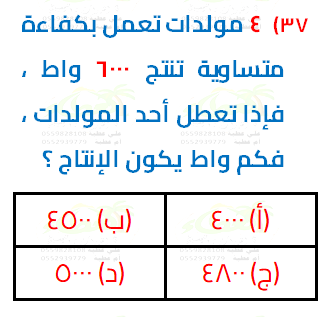 ٣٧) ٤ مولدات تعمل بكفاءة
متساوية تنتج ٦٠٠٠ واط ،
فإذا تعطل أحد المولدات ،
فكم واط يكون الإنتاج ؟
(أ) ٤٠٠٠ (ب) ٤٥٠٠
(ج) ٤٨٠٠ (د) ٥٠٠٠